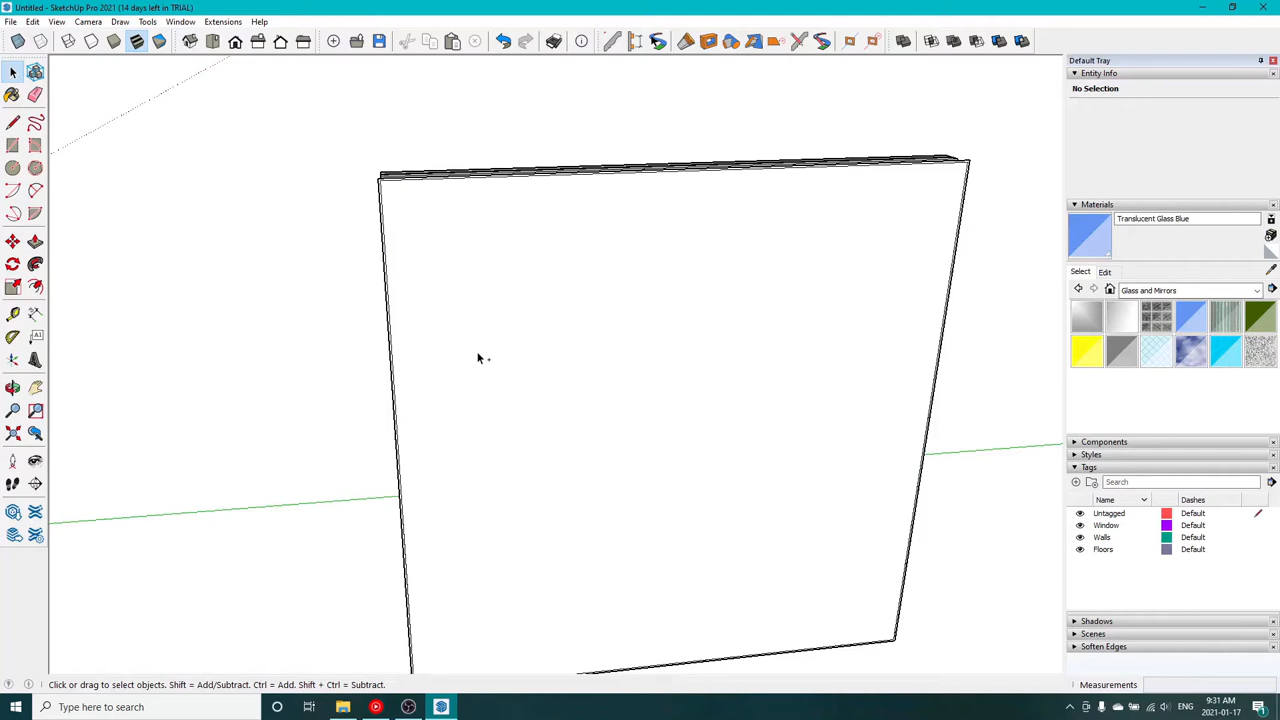 Untitled - SketchUp Pro 2021 (14 days left in TRIAL)
File Edit View Camera Draw Tools Window Extensions Help
Default Tray
Entity Info
No Selection
Materials
Translucent Glass Blue
Select Edit
Glass and Mirrors
Components
Styles
Tags
Search
Name Dashes
Untagged Default
Window Default
Walls Default
Floors Default
Shadows
Scenes
Soften Edges
Click or drag to select objects. Shift = Add/Subtract. Ctrl = Add. Shift + Ctrl = Subtract.
Measurements
Type here to search
9:31 AM
2021-01-17